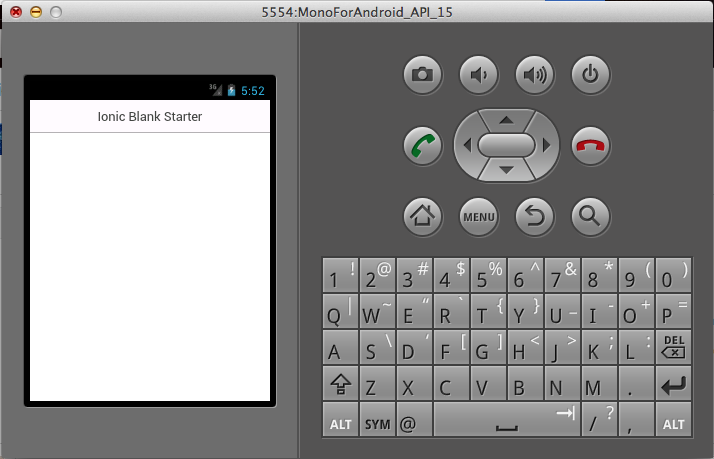 5554:MonoForAndroid_API_15
3G 5:52
Ionic Blank Starter
MENU
1 ! 2 @ 3 # 4 $ 5 % 6 ^ 7 & 8 * 9 ( 0 )
Q | W ~ E “ R ` T { Y } U _ I - O + P =
A S \ D ‘ F [ G ] H < J > K ; L : DEL
Z X C V B N M .
ALT SYM @ / ? , ALT